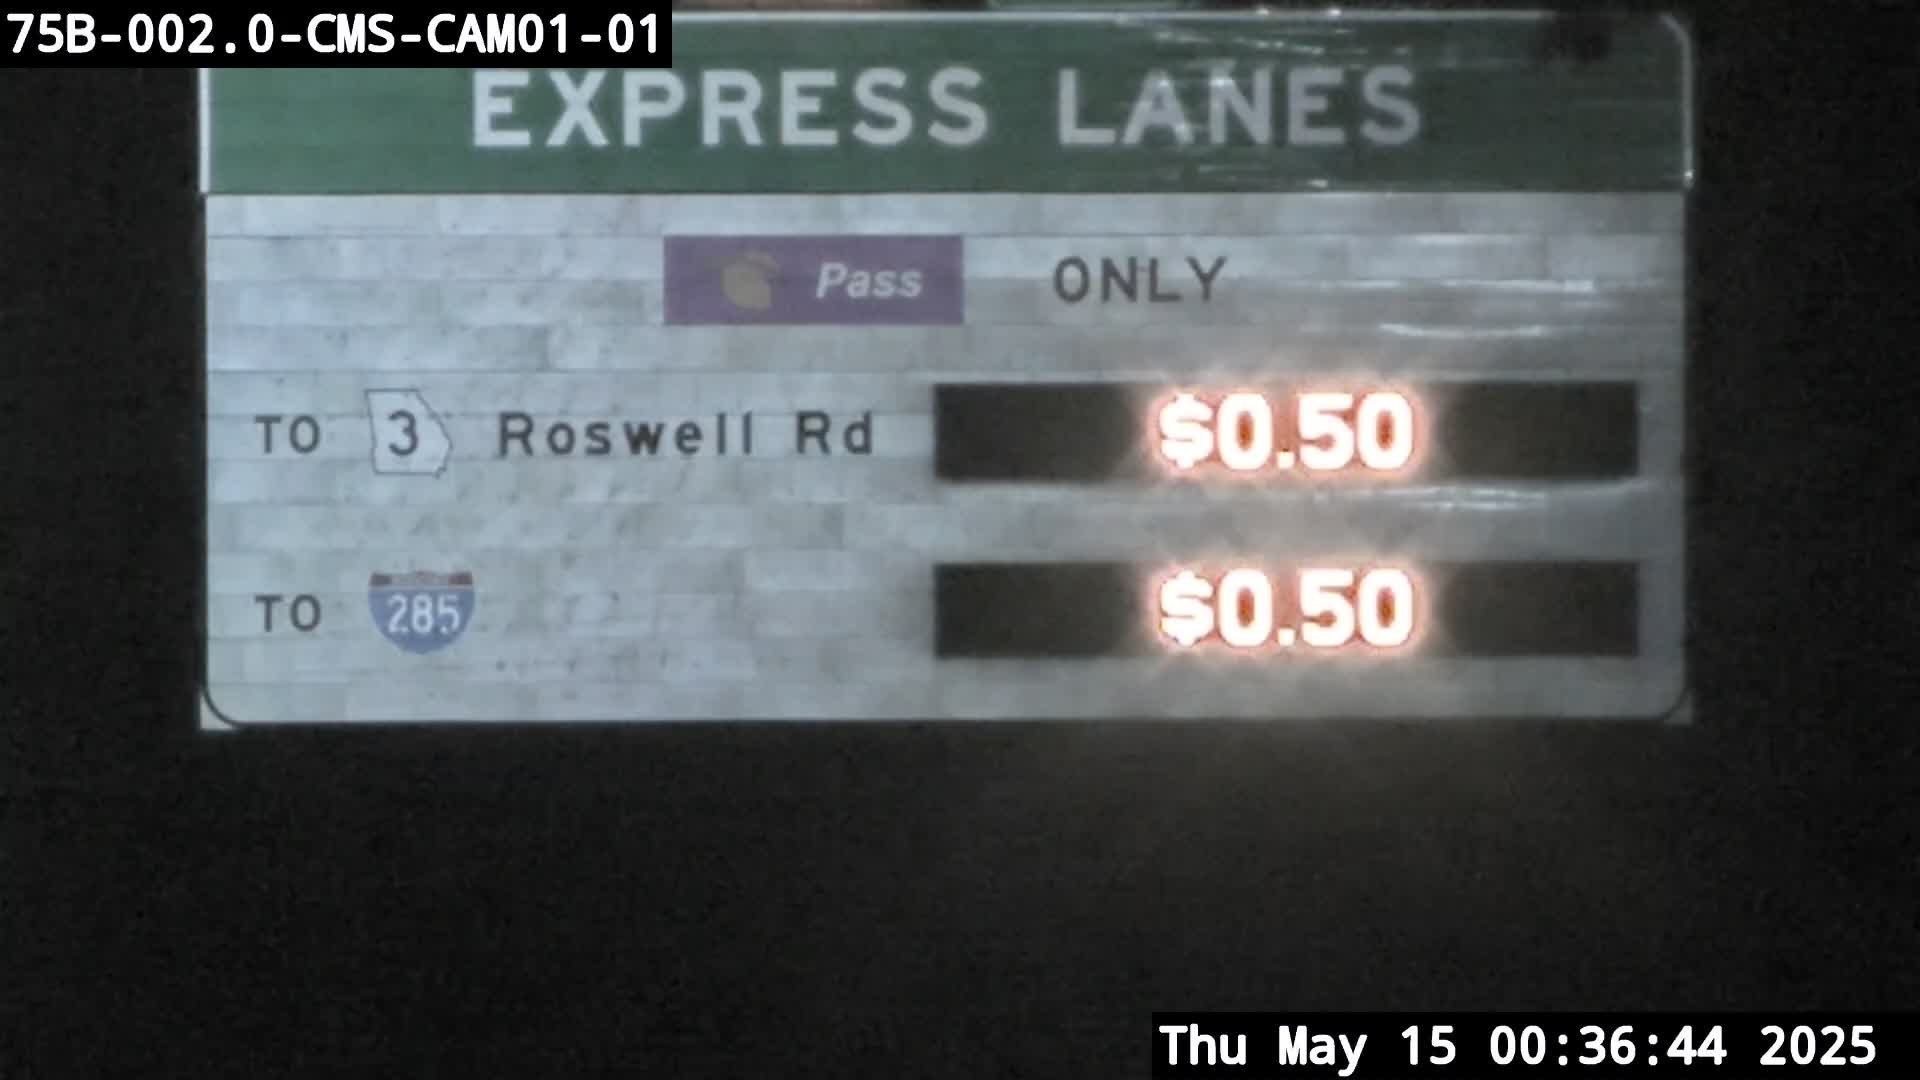 75B-002.0-CMS-CAM01-01
EXPRESS LANES
Pass ONLY
TO 3 Roswell Rd $0.50
TO 285 $0.50
Thu May 15 00:36:44 2025